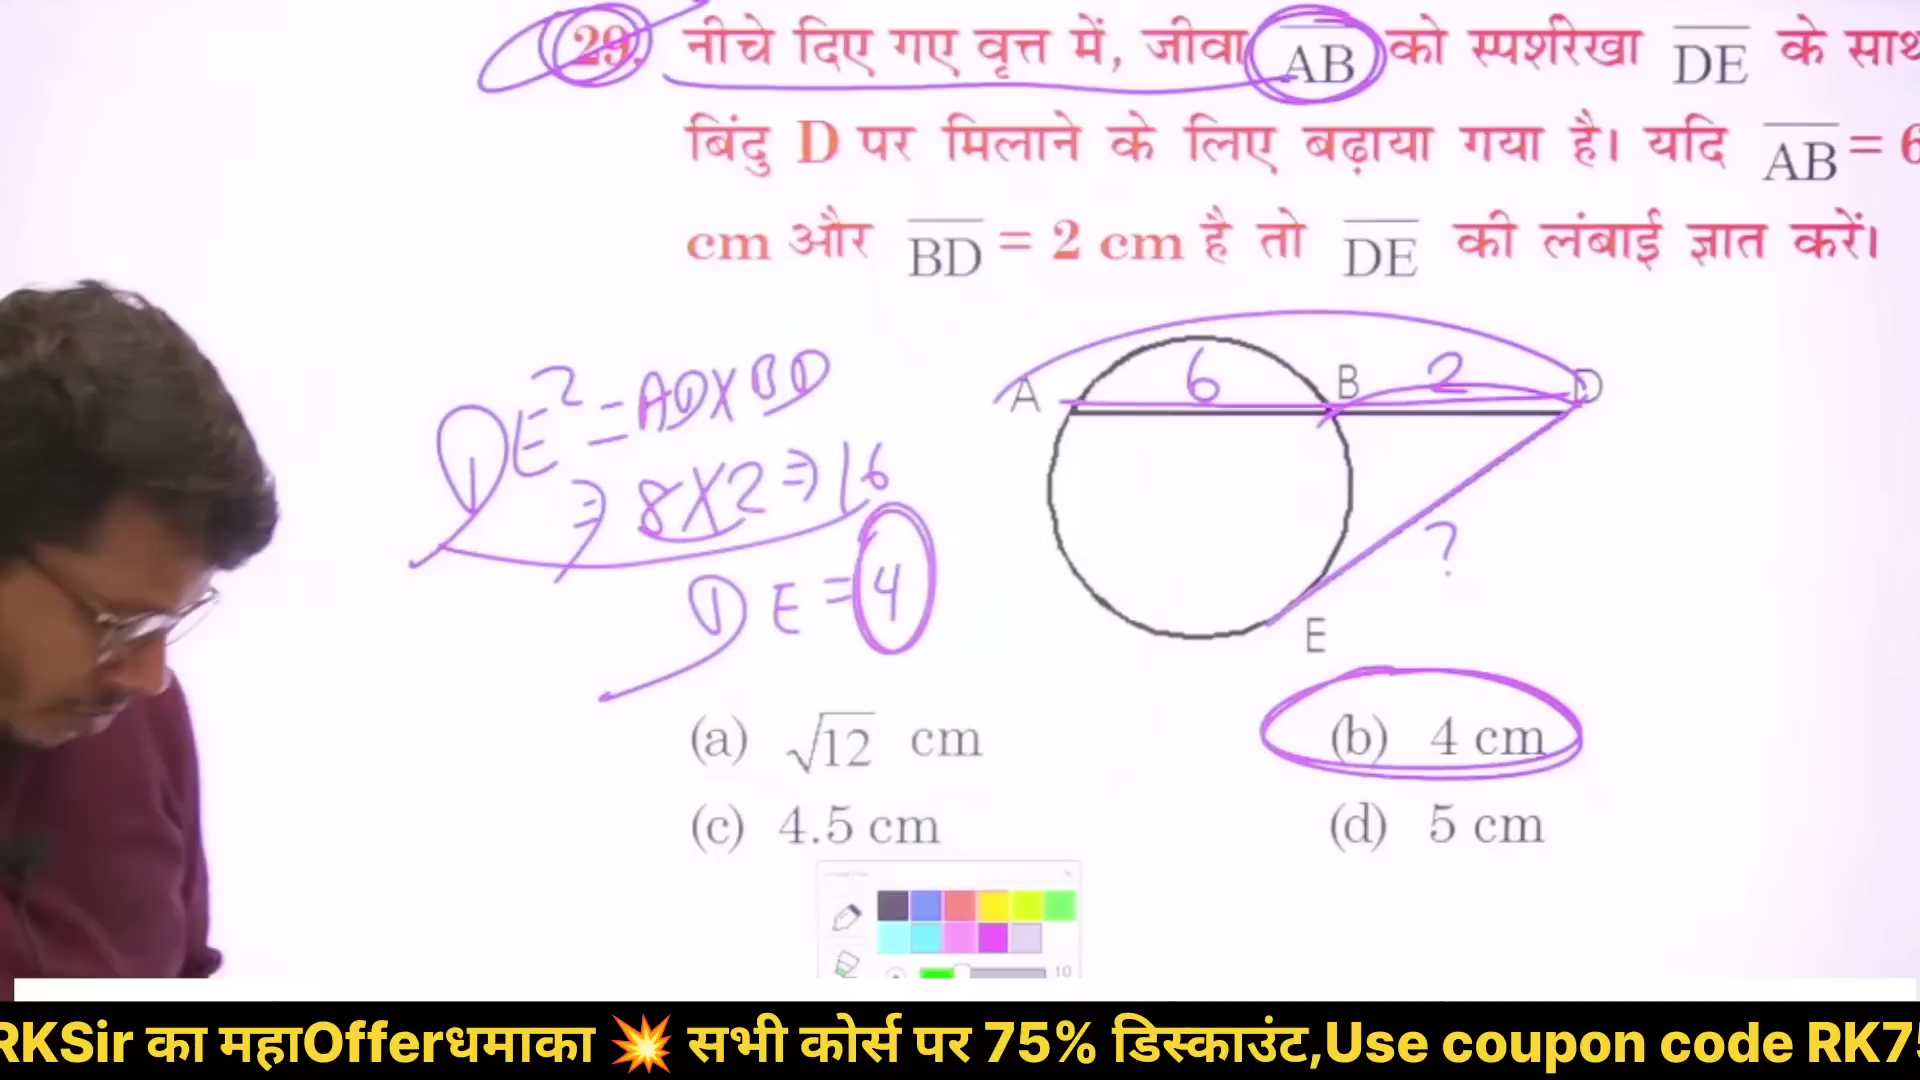 29. नीचे दिए गए वृत्त में, जीवा AB को स्पर्शरेखा DE के साथ
बिंदु D पर मिलाने के लिए बढ़ाया गया है। यदि AB = 6
cm और BD = 2 cm है तो DE की लंबाई ज्ञात करें।
DE² = AD × BD
⇒ 8 × 2 ⇒ 16
DE = 4
A 6 B 2 D
?
E
(a) √12 cm (b) 4 cm
(c) 4.5 cm (d) 5 cm
10
RKSir का महाOfferधमाका 💥 सभी कोर्स पर 75% डिस्काउंट,Use coupon code RK75